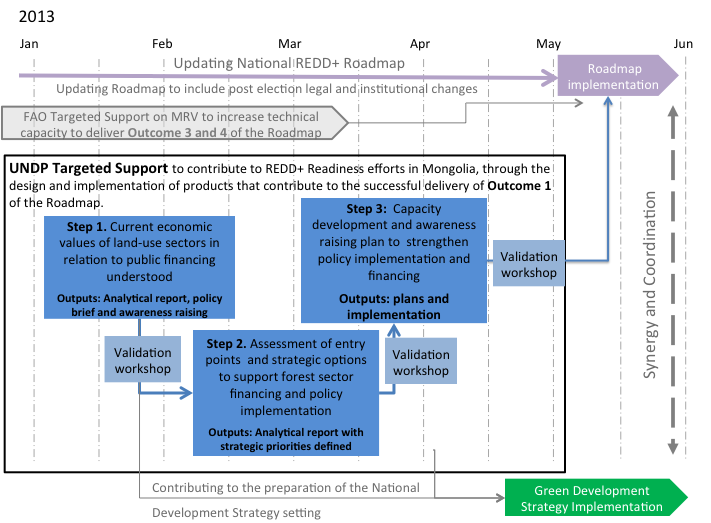 2013
Jan Feb Mar Apr May Jun
Updating National REDD+ Roadmap
Updating Roadmap to include post election legal and institutional changes
Roadmap
implementation
FAO Targeted Support on MRV to increase technical
capacity to deliver Outcome 3 and 4 of the Roadmap
UNDP Targeted Support to contribute to REDD+ Readiness efforts in Mongolia, through the
design and implementation of products that contribute to the successful delivery of Outcome 1
of the Roadmap.
Step 1. Current economic
values of land-use sectors in
relation to public financing
understood
Outputs: Analytical report, policy
brief and awareness raising
Validation
workshop
Step 2. Assessment of entry
points and strategic options
to support forest sector
financing and policy
implementation
Outputs: Analytical report with
strategic priorities defined
Validation
workshop
Step 3: Capacity
development and awareness
raising plan to strengthen
policy implementation and
financing
Outputs: plans and
implementation
Validation
workshop
Synergy and Coordination
Contributing to the preparation of the National
Development Strategy setting
Green Development
Strategy Implementation